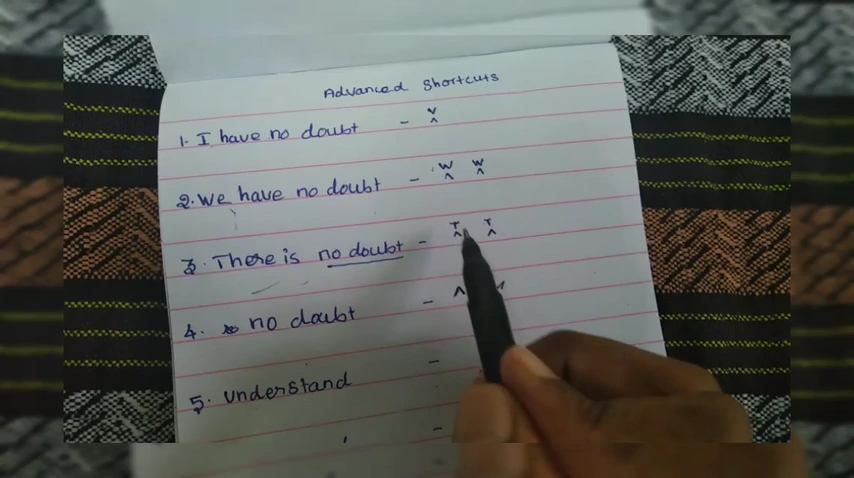 Advanced Shortcuts
1. I have no doubt - v ^
2. We have no doubt - W ^ W ^
3. There is no doubt - T ^ T ^
4. no doubt - ^
5. understand -
-